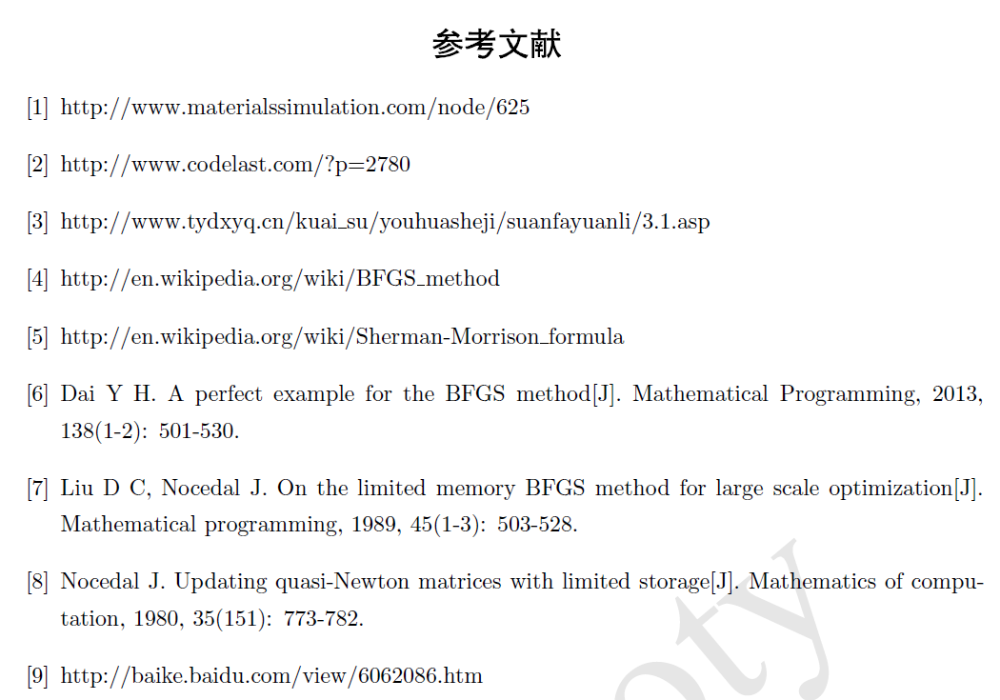 参考文献
[1] http://www.materialssimulation.com/node/625
[2] http://www.codelast.com/?p=2780
[3] http://www.tydxyq.cn/kuai_su/youhuasheji/suanfayuanli/3.1.asp
[4] http://en.wikipedia.org/wiki/BFGS_method
[5] http://en.wikipedia.org/wiki/Sherman-Morrison_formula
[6] Dai Y H. A perfect example for the BFGS method[J]. Mathematical Programming, 2013,
138(1-2): 501-530.
[7] Liu D C, Nocedal J. On the limited memory BFGS method for large scale optimization[J].
Mathematical programming, 1989, 45(1-3): 503-528.
[8] Nocedal J. Updating quasi-Newton matrices with limited storage[J]. Mathematics of compu-
tation, 1980, 35(151): 773-782.
[9] http://baike.baidu.com/view/6062086.htm